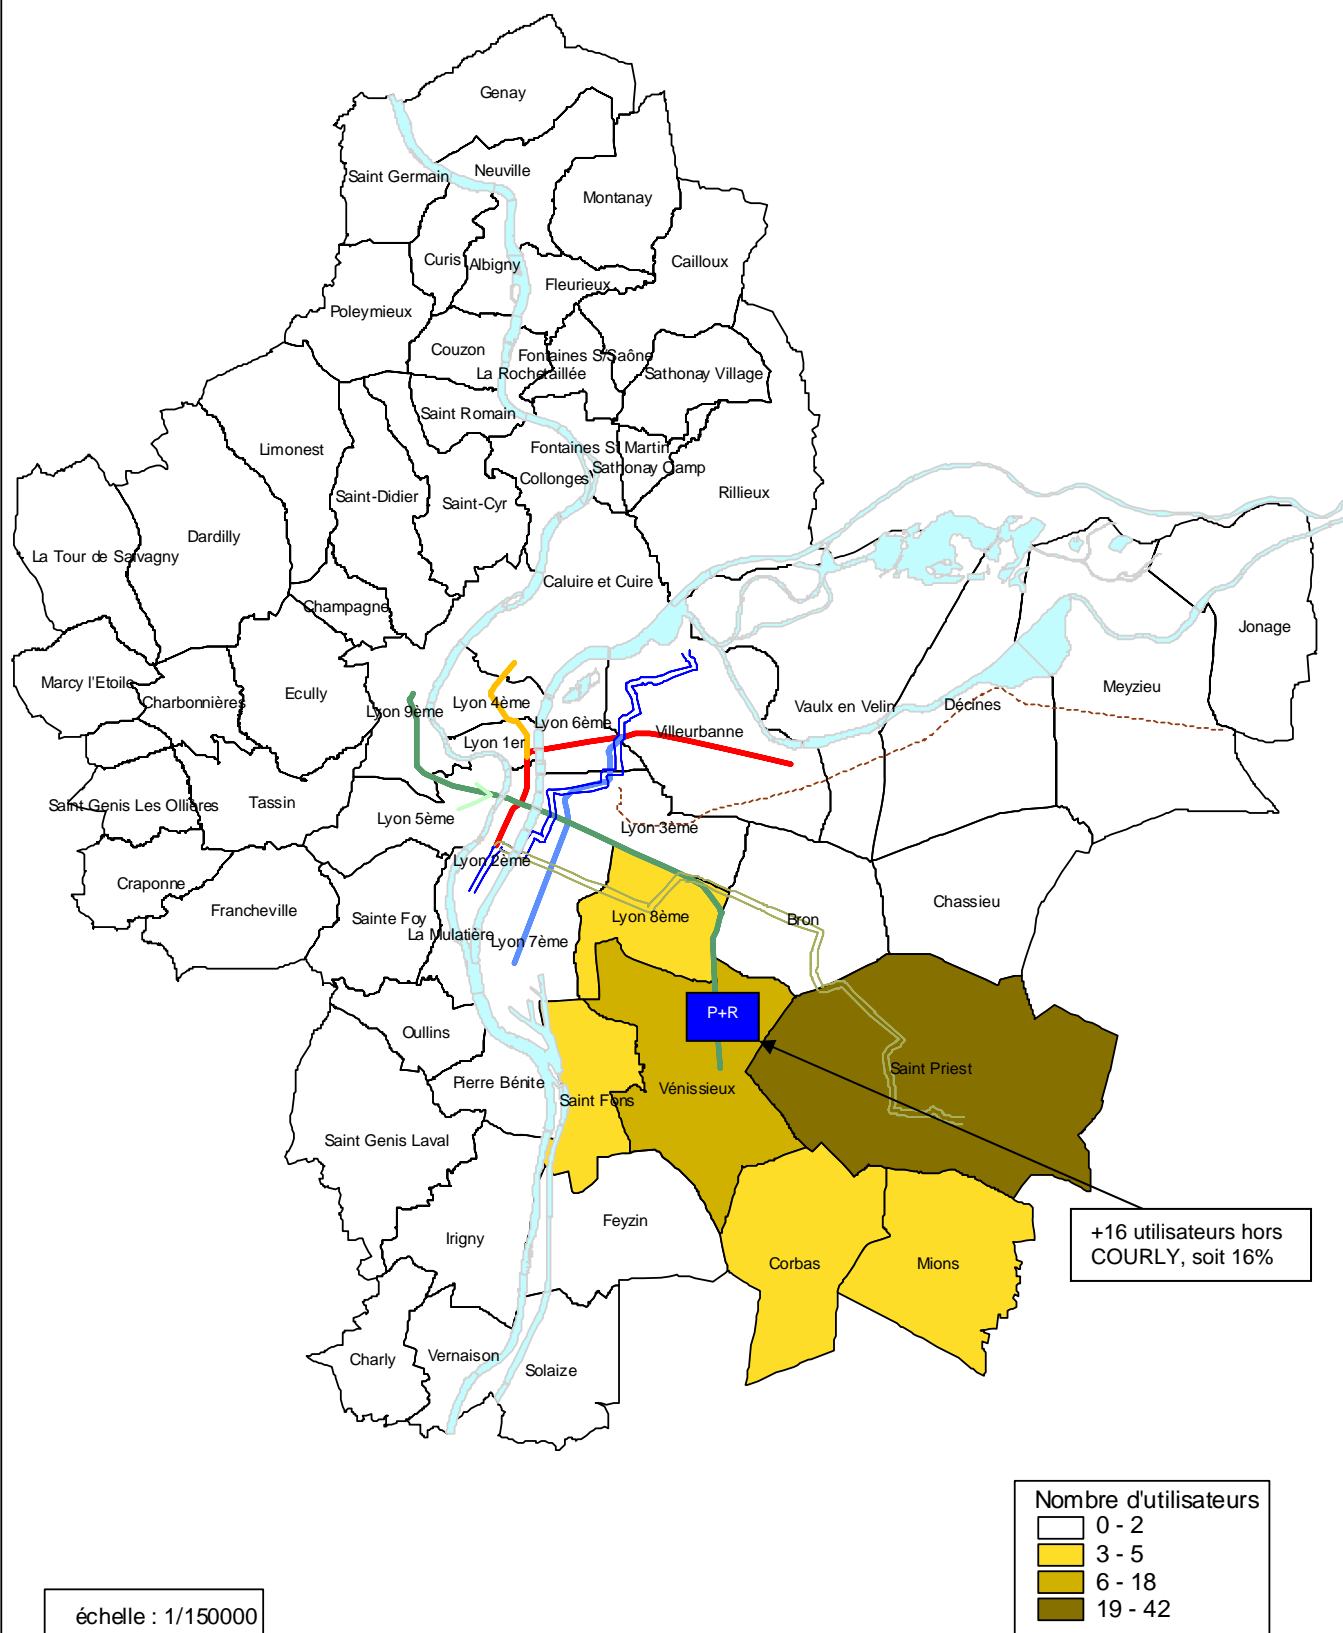 Genay
Saint Germain
Neuville
Montanay
Curis
Albigny
Cailloux
Fleurieux
Poleymieux
Couzon
Fontaines S/Saône
La Rochetaillée
Sathonay Village
Saint Romain
Limonest
Fontaines St Martin
Sathonay Camp
Collonges
Saint-Didier
Saint-Cyr
Rillieux
Dardilly
La Tour de Salvagny
Caluire et Cuire
Champagne
Jonage
Marcy l'Etoile
Charbonnières
Ecully
Lyon 9ème
Lyon 4ème
Lyon 6ème
Villeurbanne
Vaulx en Velin
Décines
Meyzieu
Lyon 1er
Saint Genis Les Ollières
Tassin
Lyon 5ème
Lyon 3ème
Lyon 2ème
Craponne
Francheville
Sainte Foy
La Mulatière
Lyon 7ème
Lyon 8ème
Bron
Chassieu
P+R
Oullins
Pierre Bénite
Saint Fons
Vénissieux
Saint Priest
Saint Genis Laval
Irigny
Feyzin
Corbas
Mions
+16 utilisateurs hors
COURLY, soit 16%
Charly
Vernaison
Solaize
Nombre d'utilisateurs
0 - 2
3 - 5
6 - 18
19 - 42
échelle : 1/150000